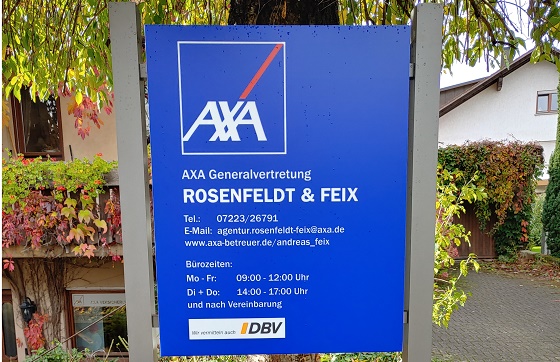 AXA
AXA Generalvertretung
ROSENFELDT & FEIX
Tel.: 07223/26791
E-Mail: agentur.rosenfeldt-feix@axa.de
www.axa-betreuer.de/andreas_feix
Bürozeiten:
Mo - Fr: 09:00 - 12:00 Uhr
Di + Do: 14:00 - 17:00 Uhr
und nach Vereinbarung
Wir vermitteln auch DBV